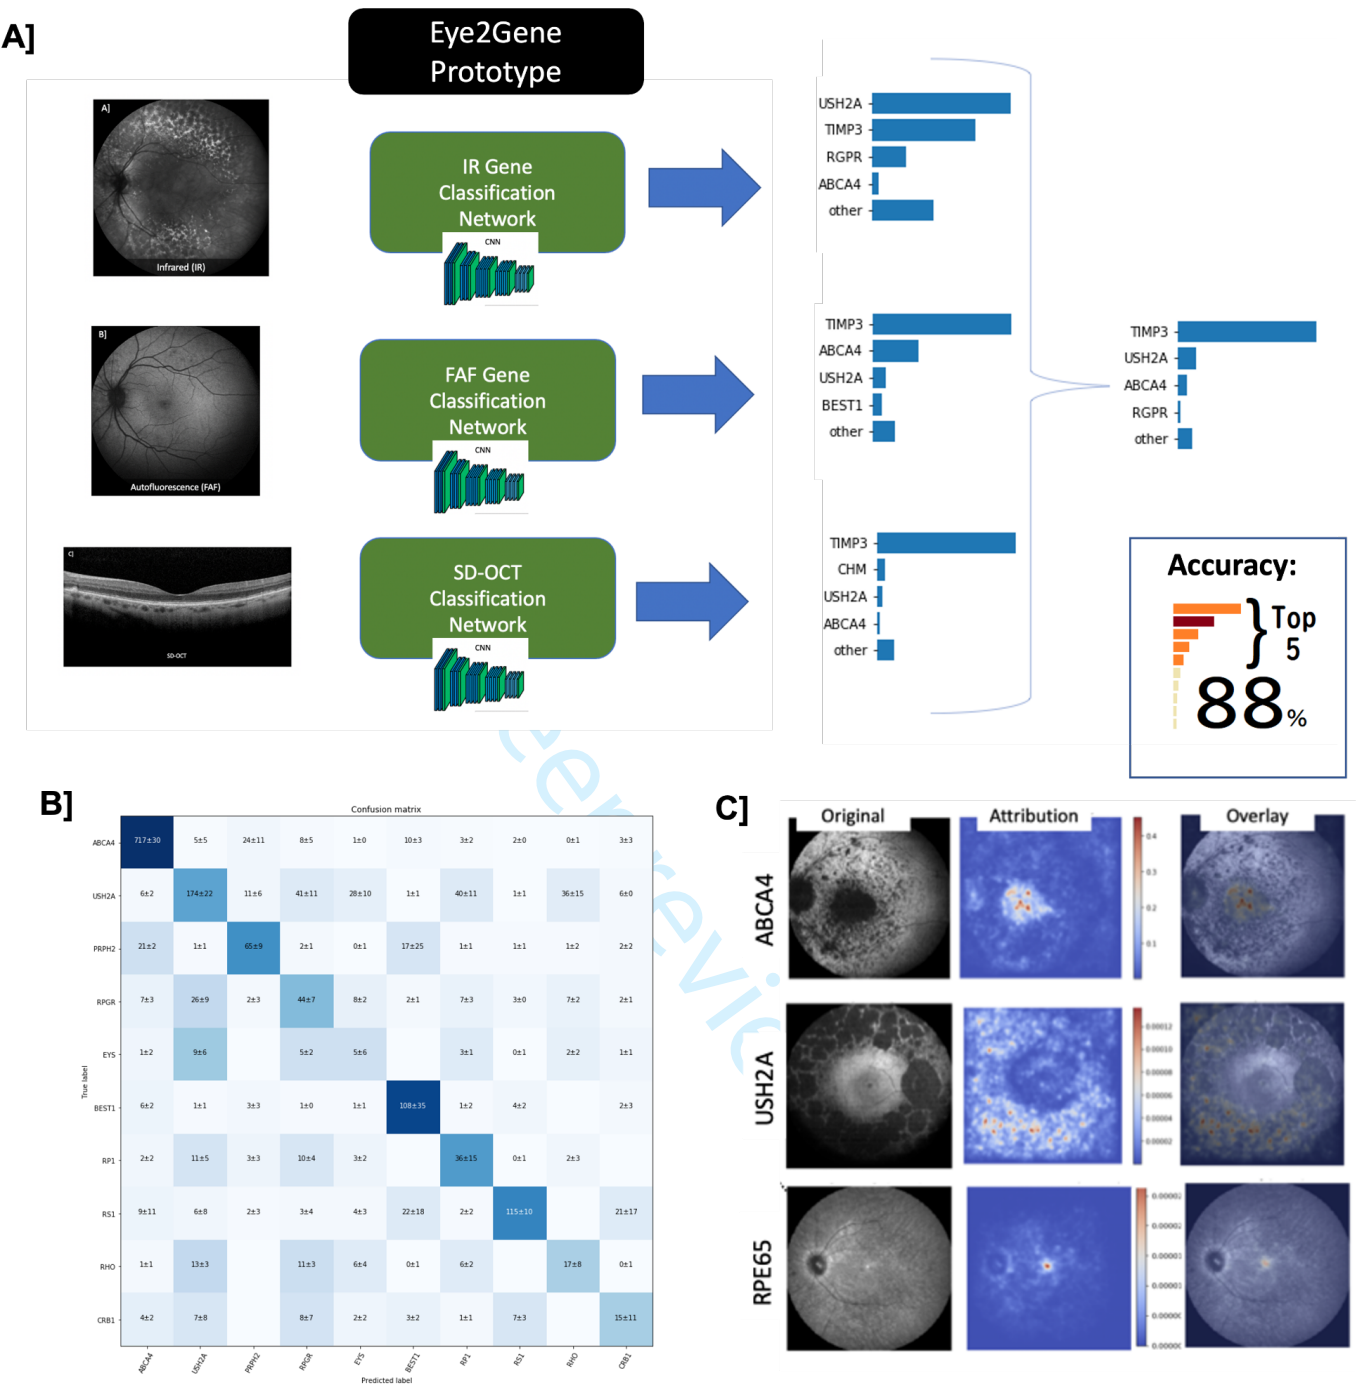 A]
Eye2Gene
Prototype
A]
Infrared (IR)
IR Gene
Classification
Network
CNN
USH2A
TIMP3
RGPR
ABCA4
other
B]
Autofluorescence (FAF)
FAF Gene
Classification
Network
CNN
TIMP3
ABCA4
USH2A
BEST1
other
TIMP3
USH2A
ABCA4
RGPR
other
C]
SD-OCT
SD-OCT
Classification
Network
CNN
TIMP3
CHM
USH2A
ABCA4
other
Accuracy:
Top
5
88%
B]
Confusion matrix
ABCA4 717±30 5±5 24±11 8±5 1±0 10±3 3±2 2±0 0±1 3±3
USH2A 6±2 174±22 11±6 41±11 28±10 1±1 40±11 1±1 36±15 6±0
PRPH2 21±2 1±1 65±9 2±1 0±1 17±25 1±1 1±1 1±2 2±2
RPGR 7±3 26±9 2±3 44±7 8±2 2±1 7±3 3±0 7±2 2±1
EYS 1±2 9±6 5±2 5±6 3±1 0±1 2±2 1±1
BEST1 6±2 1±1 3±3 1±0 1±1 108±35 1±2 4±2 2±3
RP1 2±2 11±5 3±3 10±4 3±2 36±15 0±1 2±3
RS1 9±11 6±8 2±3 3±4 4±3 22±18 2±2 115±10 21±17
RHO 1±1 13±3 11±3 6±4 0±1 6±2 17±8 0±1
CRB1 4±2 7±8 8±7 2±2 3±2 1±1 7±3 15±11
True label
ABCA4 USH2A PRPH2 RPGR EYS BEST1 RP1 RS1 RHO CRB1
Predicted label
C]
Original Attribution Overlay
ABCA4
0.4
0.3
0.2
0.1
USH2A
0.00012
0.00010
0.00008
0.00006
0.00004
0.00002
RPE65